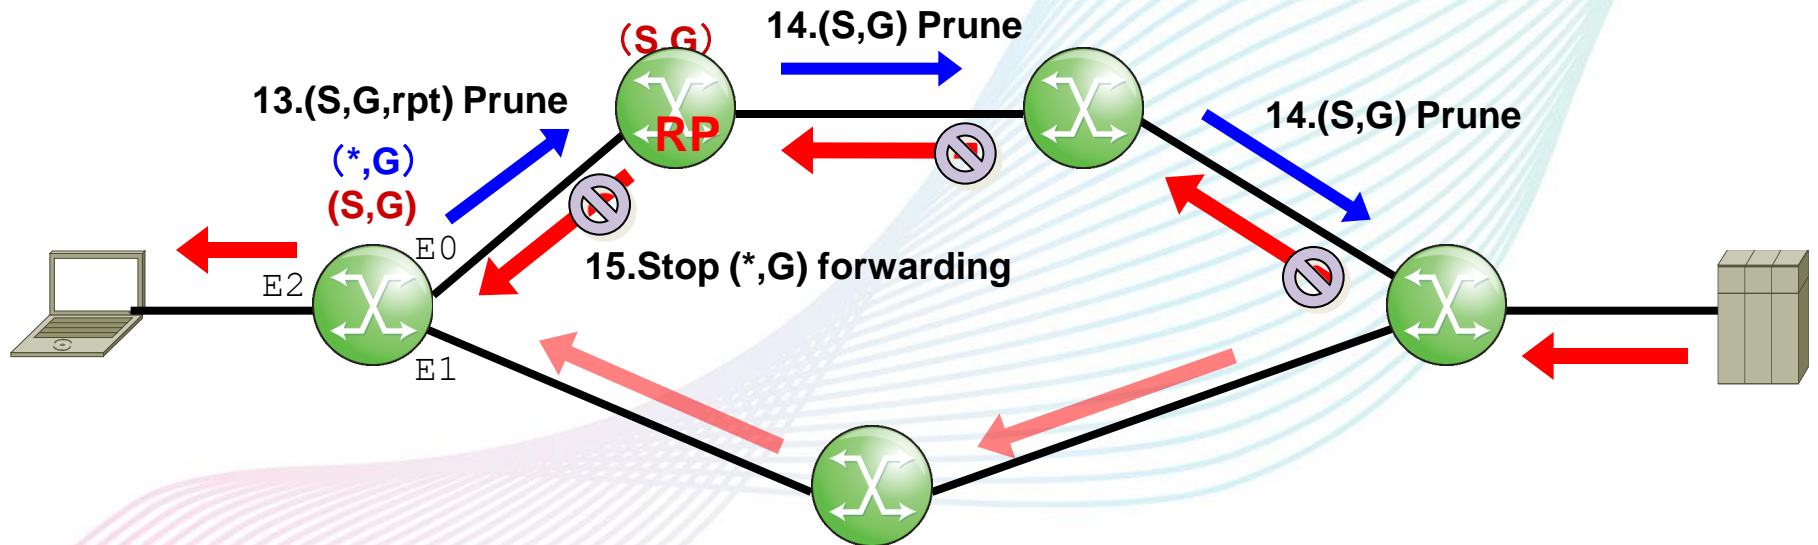 (S,G)
14.(S,G) Prune
13.(S,G,rpt) Prune
14.(S,G) Prune
RP
(*,G)
(S,G)
E0
15.Stop (*,G) forwarding
E2
E1